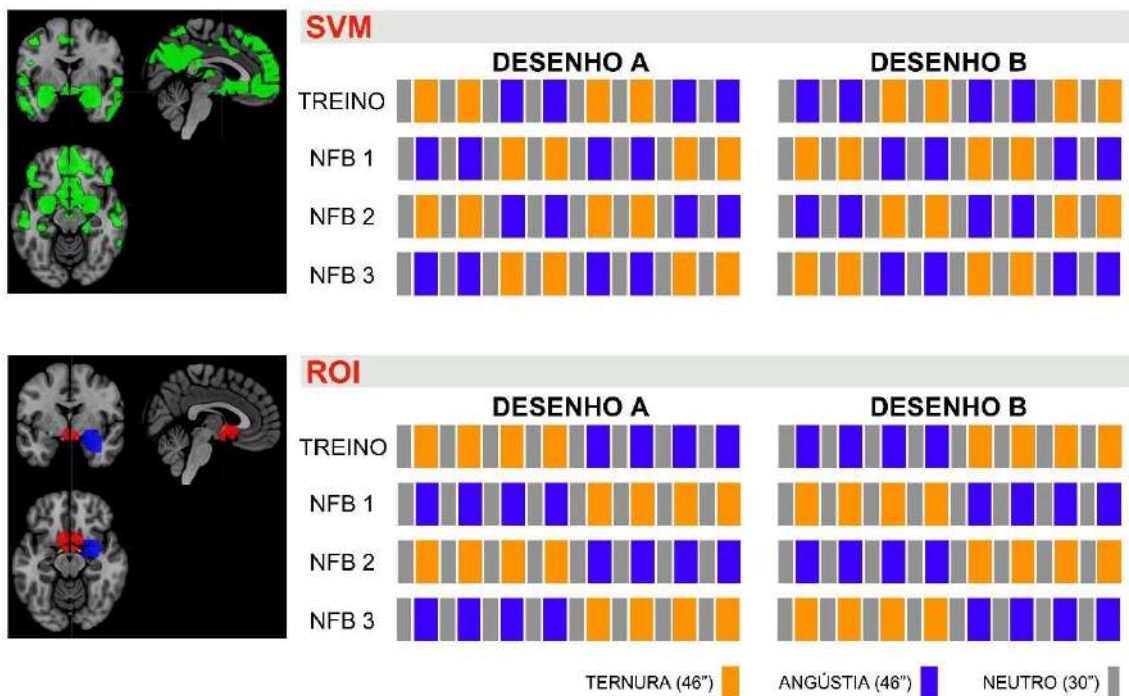 SVM
DESENHO A
DESENHO B
TREINO
NFB 1
NFB 2
NFB 3
ROI
DESENHO A
DESENHO B
TREINO
NFB 1
NFB 2
NFB 3
TERNURA (46”) ANGÚSTIA (46”) NEUTRO (30”)